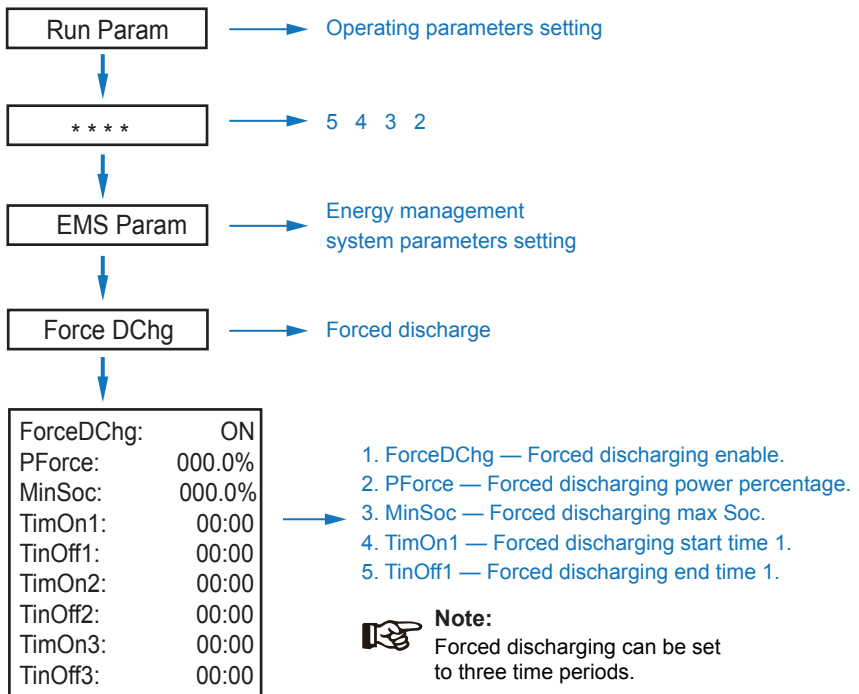 Run Param
Operating parameters setting
* * * *
5 4 3 2
EMS Param
Energy management
system parameters setting
Force DChg
Forced discharge
ForceDChg: ON
PForce: 000.0%
MinSoc: 000.0%
TimOn1: 00:00
TinOff1: 00:00
TimOn2: 00:00
TinOff2: 00:00
TimOn3: 00:00
TinOff3: 00:00
1. ForceDChg — Forced discharging enable.
2. PForce — Forced discharging power percentage.
3. MinSoc — Forced discharging max Soc.
4. TimOn1 — Forced discharging start time 1.
5. TinOff1 — Forced discharging end time 1.
Note:
Forced discharging can be set
to three time periods.